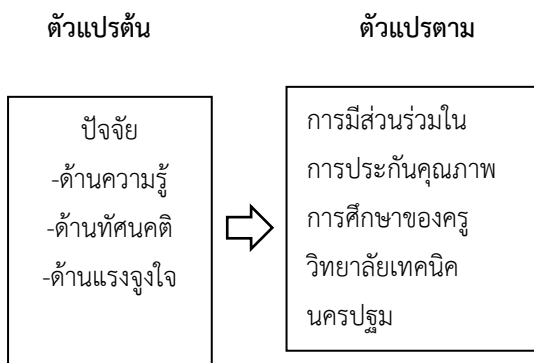 ตัวแปรต้น
ตัวแปรตาม
ปัจจัย
-ด้านความรู้
-ด้านทัศนคติ
-ด้านแรงจูงใจ
การมีส่วนร่วมใน
การประกันคุณภาพ
การศึกษาของครู
วิทยาลัยเทคนิค
นครปฐม